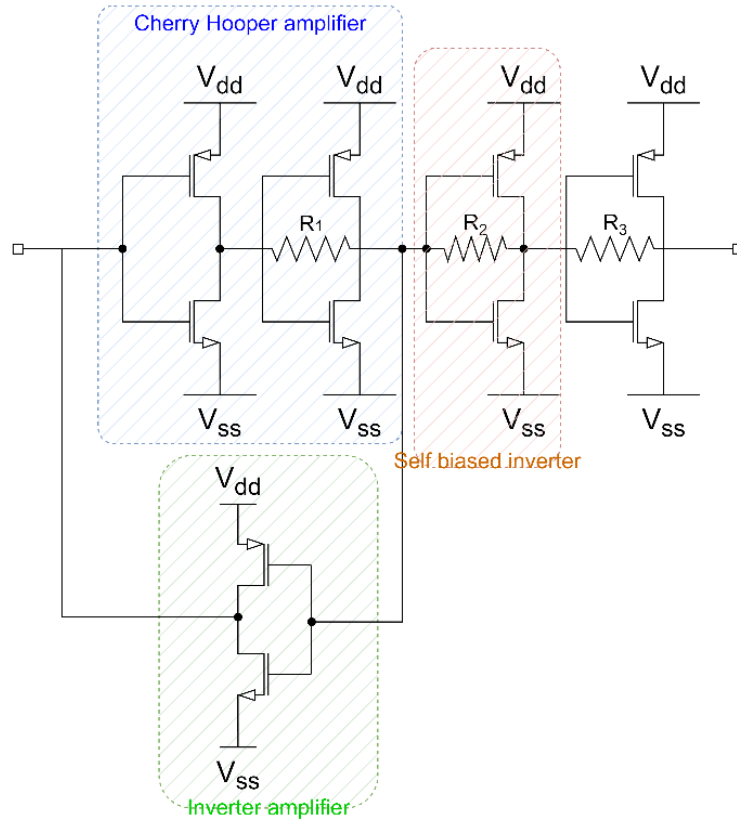 Cherry Hooper amplifier
Vdd Vdd Vdd Vdd
R1 R2 R3
Vss Vss Vss Vss
Self biased inverter
Vdd
Vss
Inverter amplifier